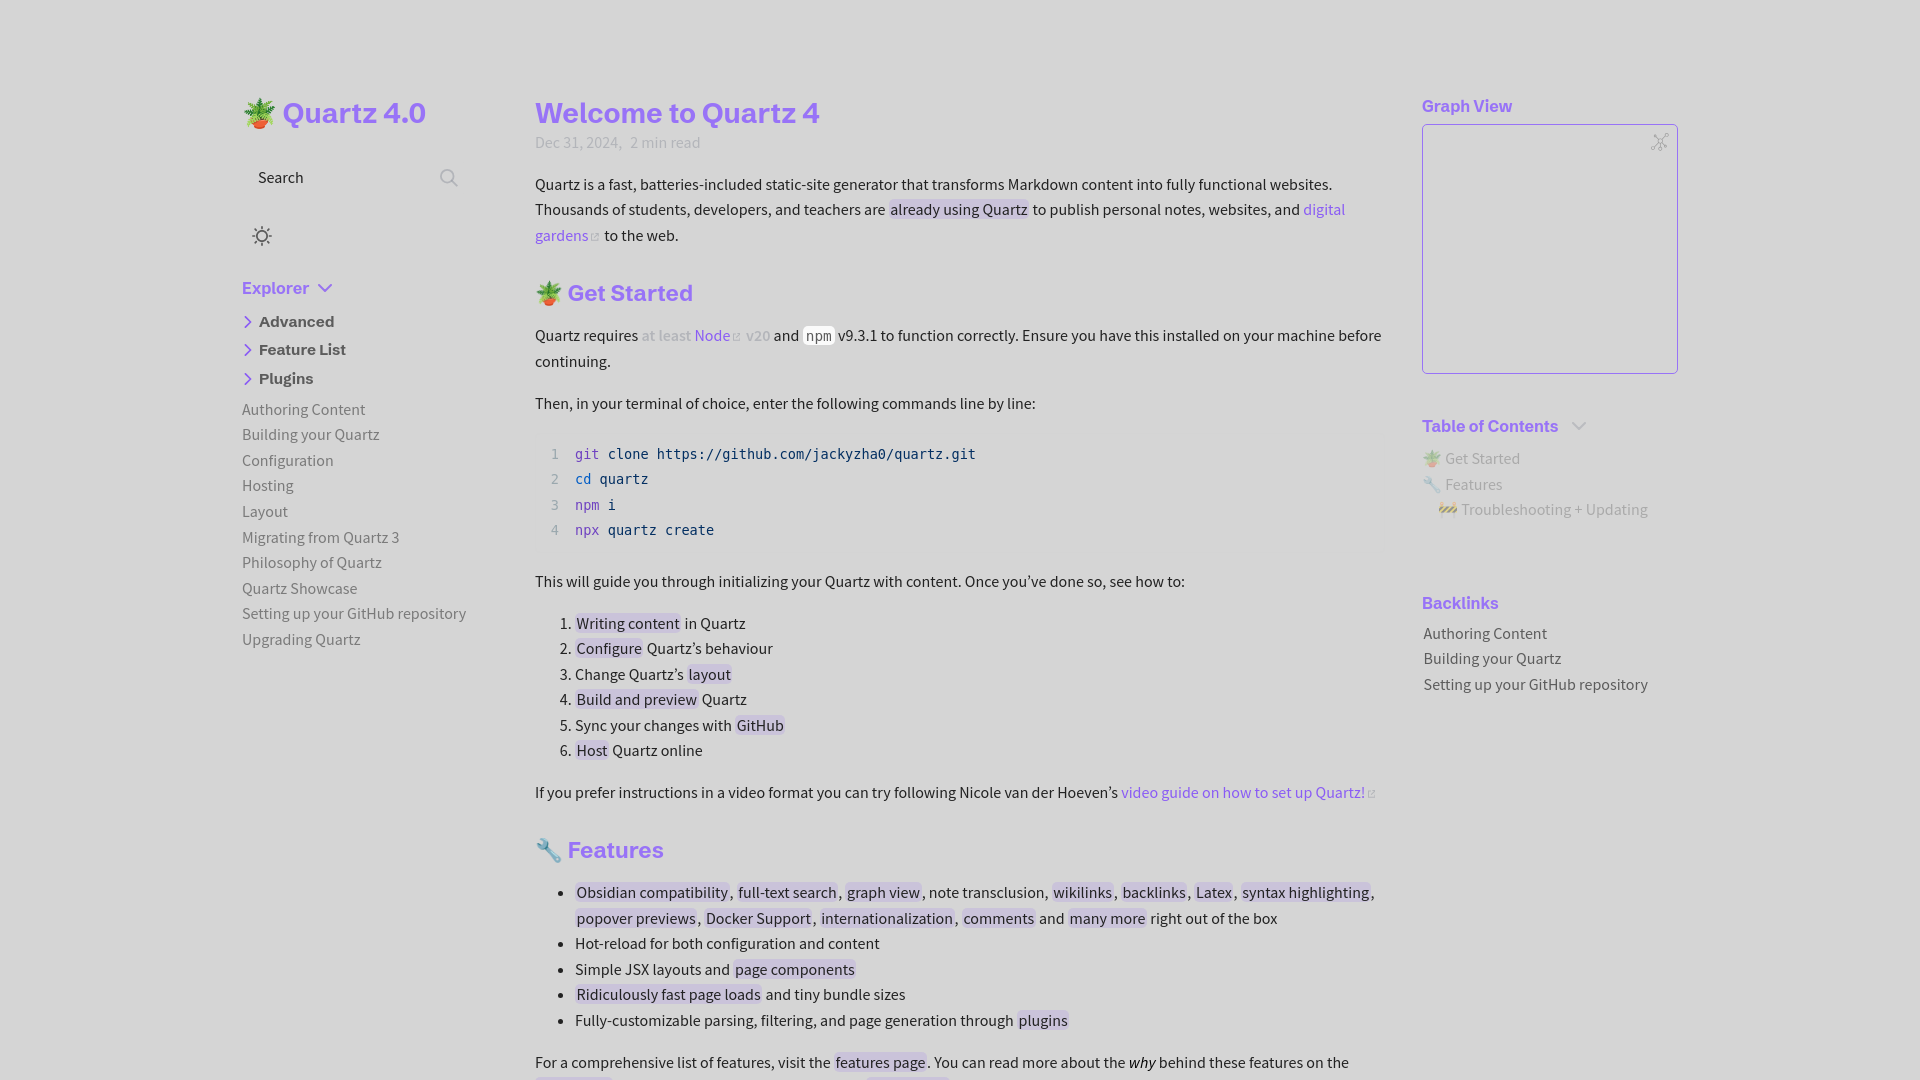 🪴 Quartz 4.0
Search
Explorer
Advanced
Feature List
Plugins
Authoring Content
Building your Quartz
Configuration
Hosting
Layout
Migrating from Quartz 3
Philosophy of Quartz
Quartz Showcase
Setting up your GitHub repository
Upgrading Quartz
Welcome to Quartz 4
Dec 31, 2024, 2 min read
Quartz is a fast, batteries-included static-site generator that transforms Markdown content into fully functional websites.
Thousands of students, developers, and teachers are already using Quartz to publish personal notes, websites, and digital
gardens to the web.
🪴 Get Started
Quartz requires at least Node v20 and npm v9.3.1 to function correctly. Ensure you have this installed on your machine before
continuing.
Then, in your terminal of choice, enter the following commands line by line:
1 git clone https://github.com/jackyzha0/quartz.git
2 cd quartz
3 npm i
4 npx quartz create
This will guide you through initializing your Quartz with content. Once you’ve done so, see how to:
1. Writing content in Quartz
2. Configure Quartz’s behaviour
3. Change Quartz’s layout
4. Build and preview Quartz
5. Sync your changes with GitHub
6. Host Quartz online
If you prefer instructions in a video format you can try following Nicole van der Hoeven’s video guide on how to set up Quartz!
🔧 Features
• Obsidian compatibility, full-text search, graph view, note transclusion, wikilinks, backlinks, Latex, syntax highlighting,
popover previews, Docker Support, internationalization, comments and many more right out of the box
• Hot-reload for both configuration and content
• Simple JSX layouts and page components
• Ridiculously fast page loads and tiny bundle sizes
• Fully-customizable parsing, filtering, and page generation through plugins
For a comprehensive list of features, visit the features page. You can read more about the why behind these features on the
Graph View
Table of Contents
🪴 Get Started
🔧 Features
🚧 Troubleshooting + Updating
Backlinks
Authoring Content
Building your Quartz
Setting up your GitHub repository